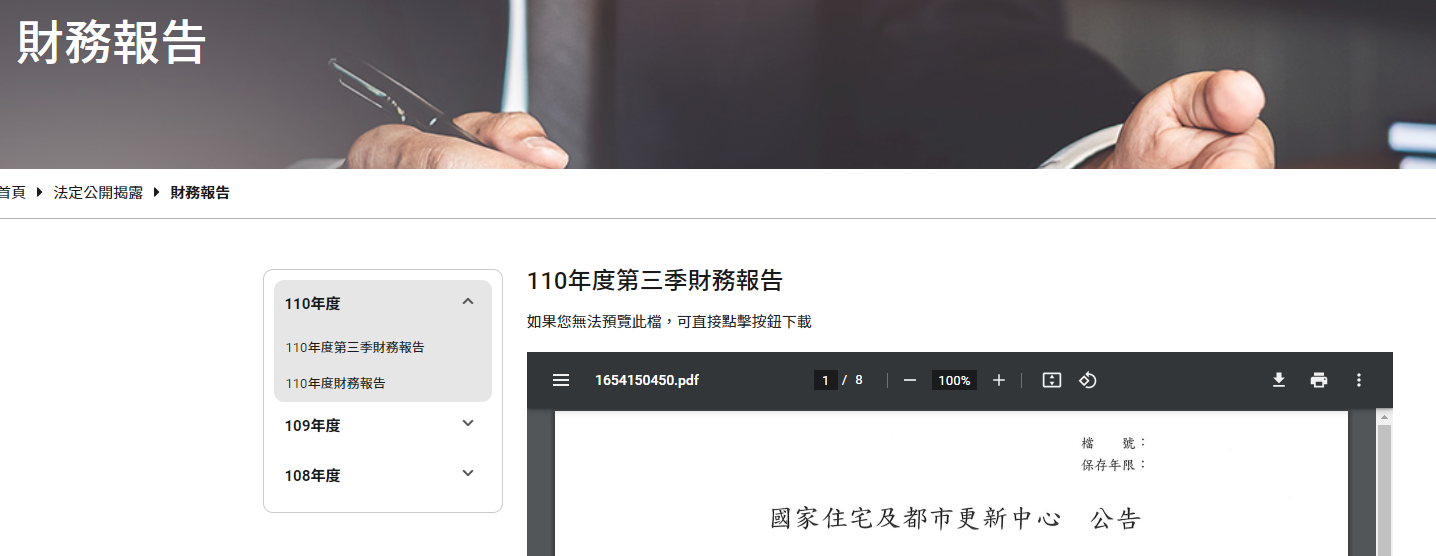 財務報告
首頁 法定公開揭露 財務報告
110年度
110年度第三季財務報告
110年度財務報告
109年度
108年度
110年度第三季財務報告
如果您無法預覽此檔，可直接點擊按鈕下載
1654150450.pdf 1 / 8 100%
檔 號：
保存年限：
國家住宅及都市更新中心 公告